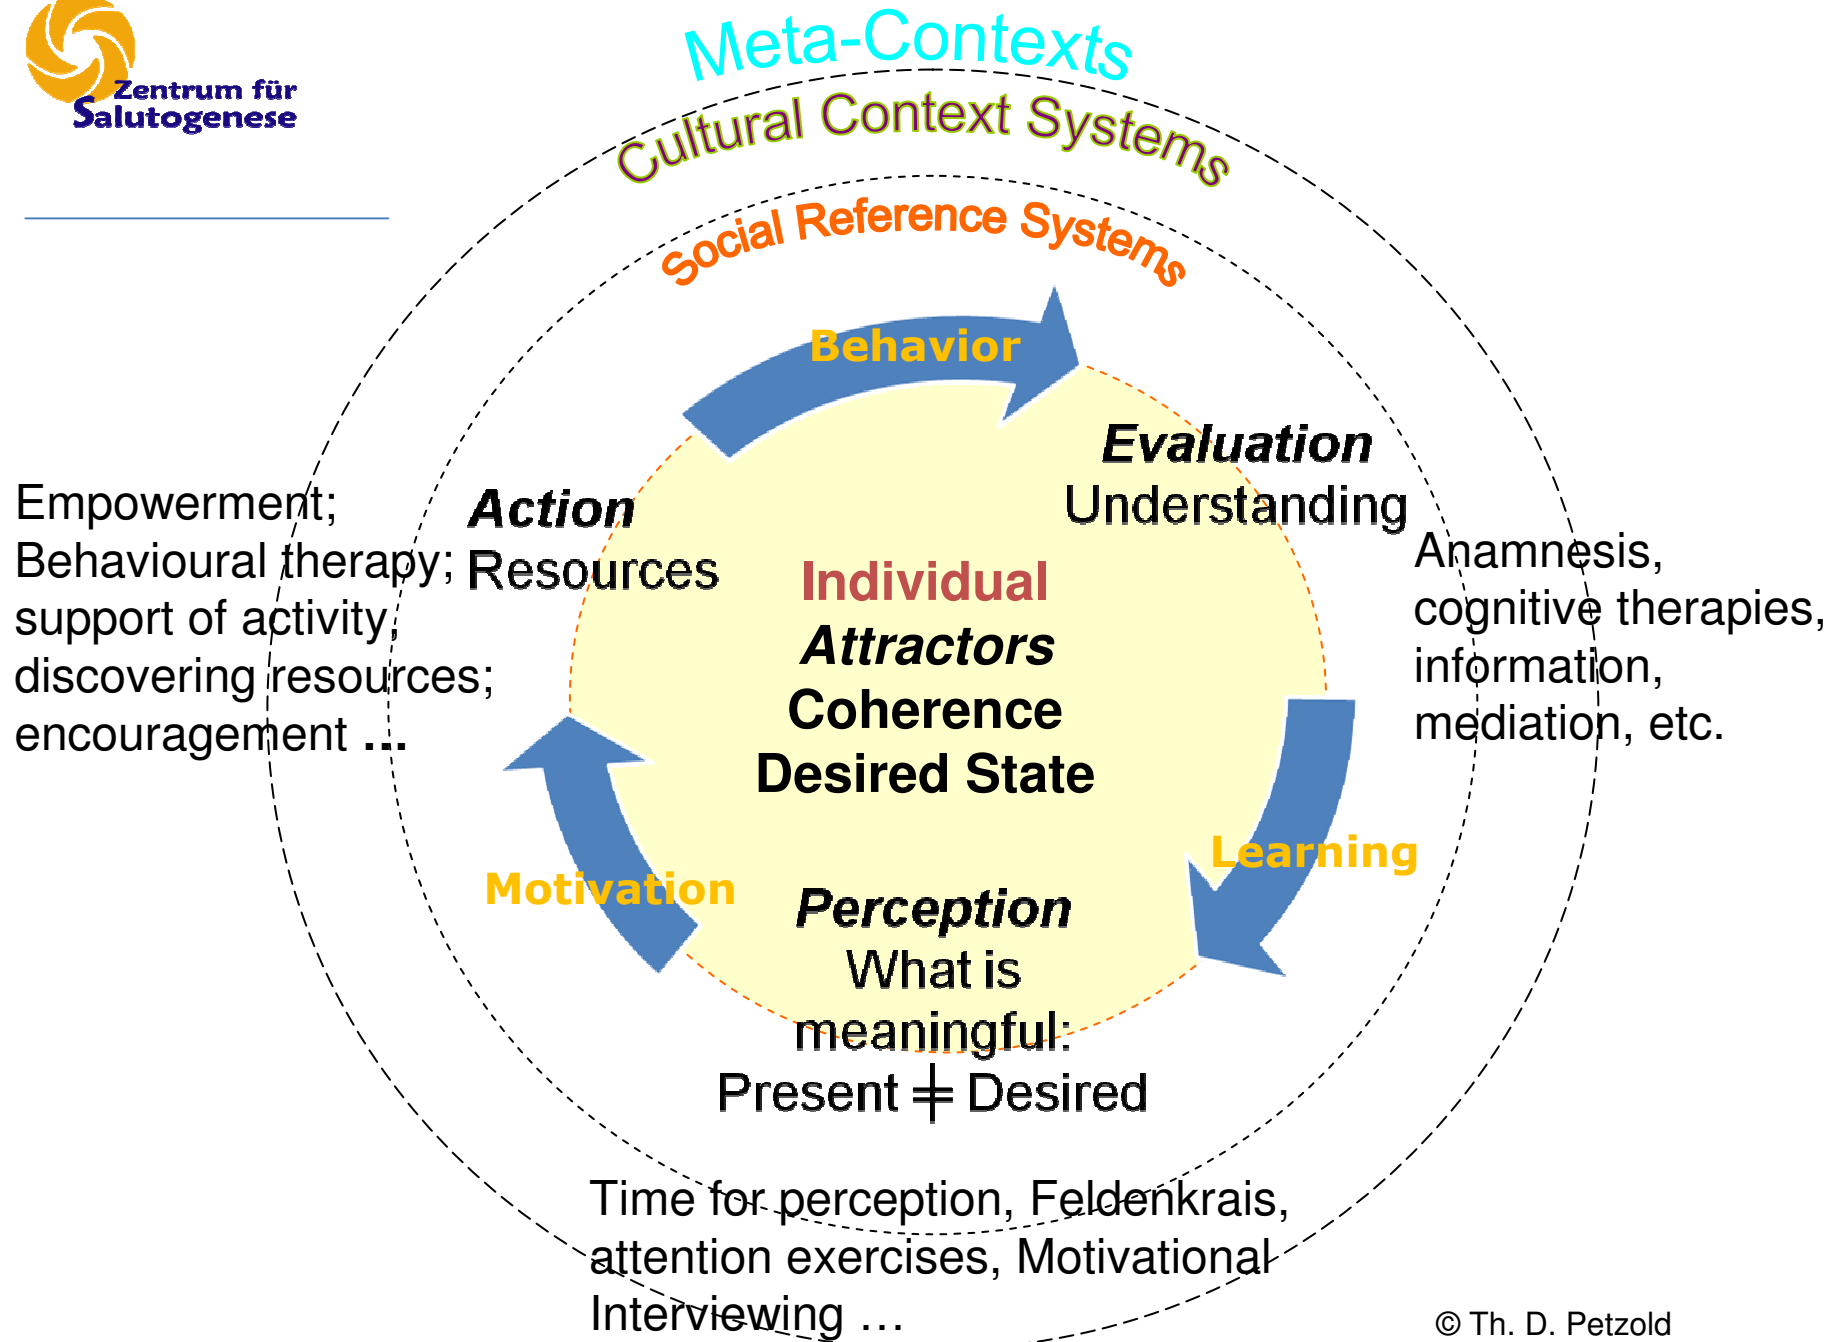 Zentrum für
Salutogenese
Meta-Contexts
Cultural Context Systems
Social Reference Systems
Behavior
Evaluation
Understanding
Action
Resources
Empowerment;
Behavioural therapy;
support of activity,
discovering resources;
encouragement ...
Individual
Attractors
Coherence
Desired State
Anamnesis,
cognitive therapies,
information,
mediation, etc.
Learning
Motivation
Perception
What is
meaningful:
Present ǂ Desired
Time for perception, Feldenkrais,
attention exercises, Motivational
Interviewing …
© Th. D. Petzold